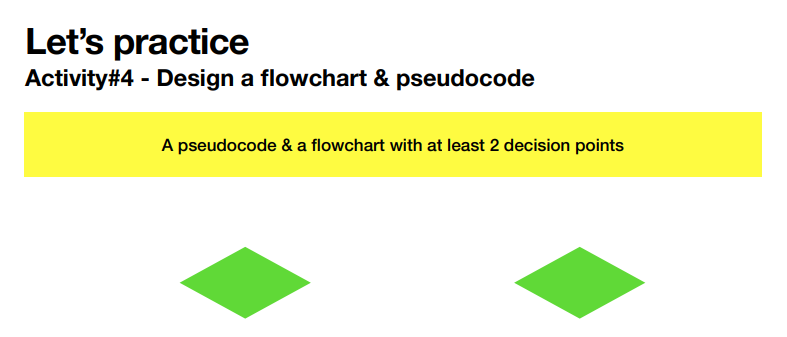 Let’s practice
Activity#4 - Design a flowchart & pseudocode
A pseudocode & a flowchart with at least 2 decision points